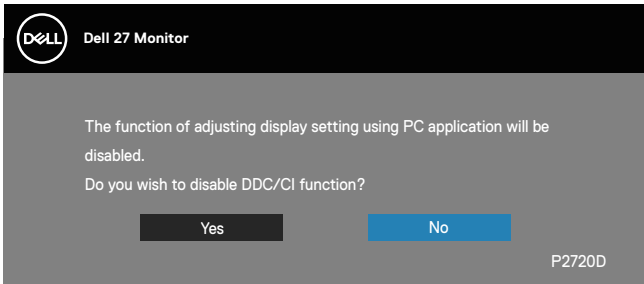 DELL
Dell 27 Monitor
The function of adjusting display setting using PC application will be
disabled.
Do you wish to disable DDC/CI function?
Yes
No
P2720D